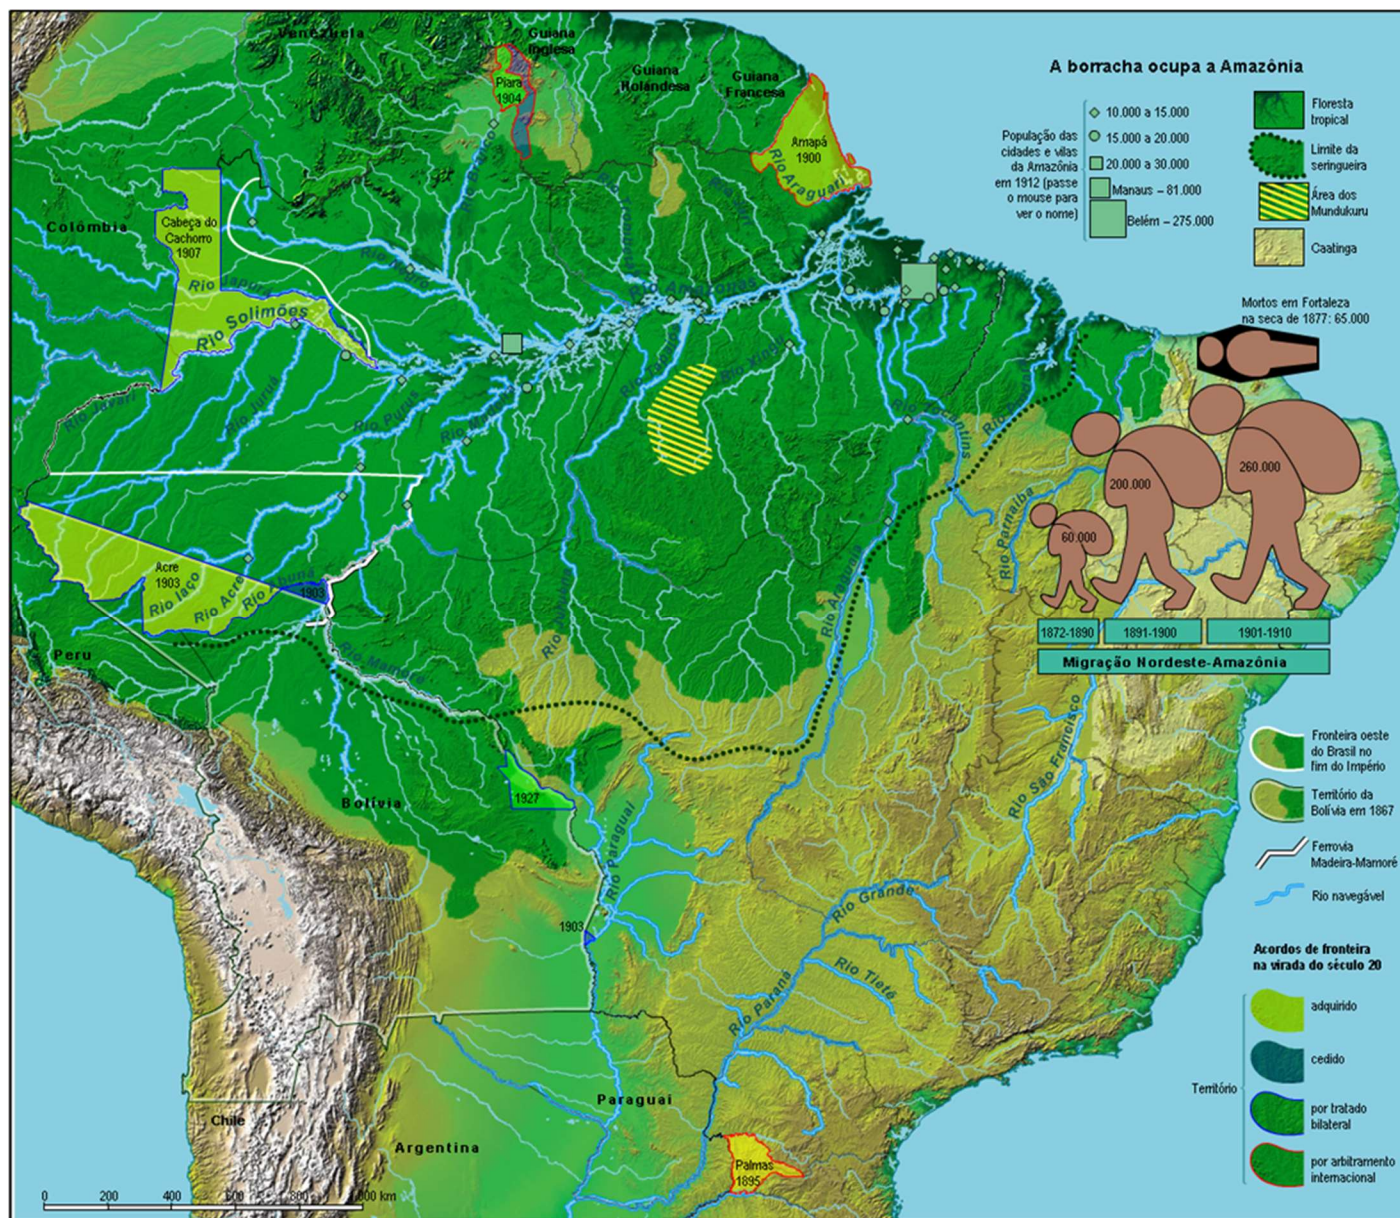 A borracha ocupa a Amazônia
População das
cidades e vilas
da Amazônia
em 1912 (passe
o mouse para
ver o nome)
10.000 a 15.000
15.000 a 20.000
20.000 a 30.000
Manaus – 81.000
Belém – 275.000
Floresta
tropical
Limite da
seringueira
Área dos
Mundukuru
Caatinga
Mortos em Fortaleza
na seca de 1877: 65.000
60.000
200.000
260.000
1872-1890
1891-1900
1901-1910
Migração Nordeste-Amazônia
Fronteira oeste
do Brasil no
fim do Império
Território da
Bolívia em 1867
Ferrovia
Madeira-Mamoré
Rio navegável
Acordos de fronteira
na virada do século 20
Território
adquirido
cedido
por tratado
bilateral
por arbitramento
internacional
Venezuela
Guiana
Inglesa
Guiana
Holandesa
Guiana
Francesa
Pirara
1904
Amapá
1900
Rio Araguari
Colômbia
Cabeça do
Cachorro
1907
Rio Japurá
Rio Solimões
Rio Negro
Rio Amazonas
Rio Javari
Rio Juruá
Rio Purus
Rio Xingu
Rio Tocantins
Rio Parnaíba
Acre
1903
Rio Iaço
Rio Acre
Rio Abuná
1903
Peru
Rio Mamoré
Rio Araguaia
Rio São Francisco
Bolívia
1927
Rio Paraguai
1903
Rio Grande
Rio Tietê
Rio Paraná
Paraguai
Chile
Argentina
Palmas
1895
0
200
400
600
800